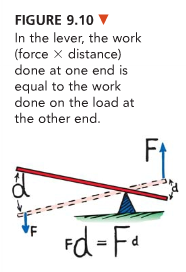 FIGURE 9.10 ▼
In the lever, the work
(force × distance)
done at one end is
equal to the work
done on the load at
the other end.
F
d
d
F
Fd = Fd